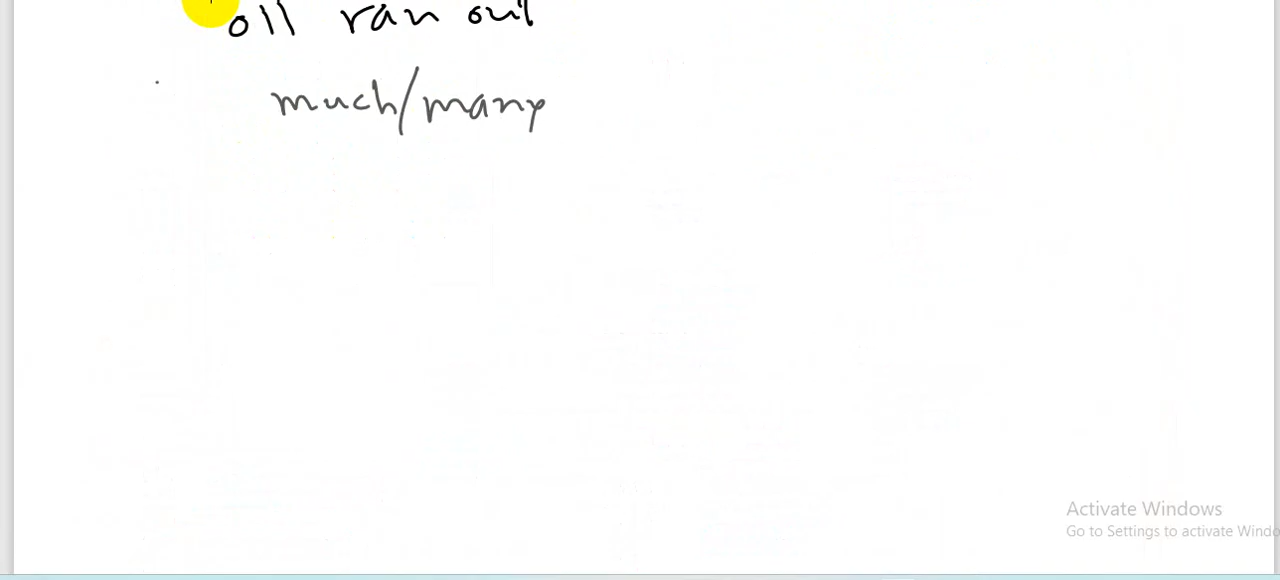 oil ran out
much/many
Activate Windows
Go to Settings to activate Windo